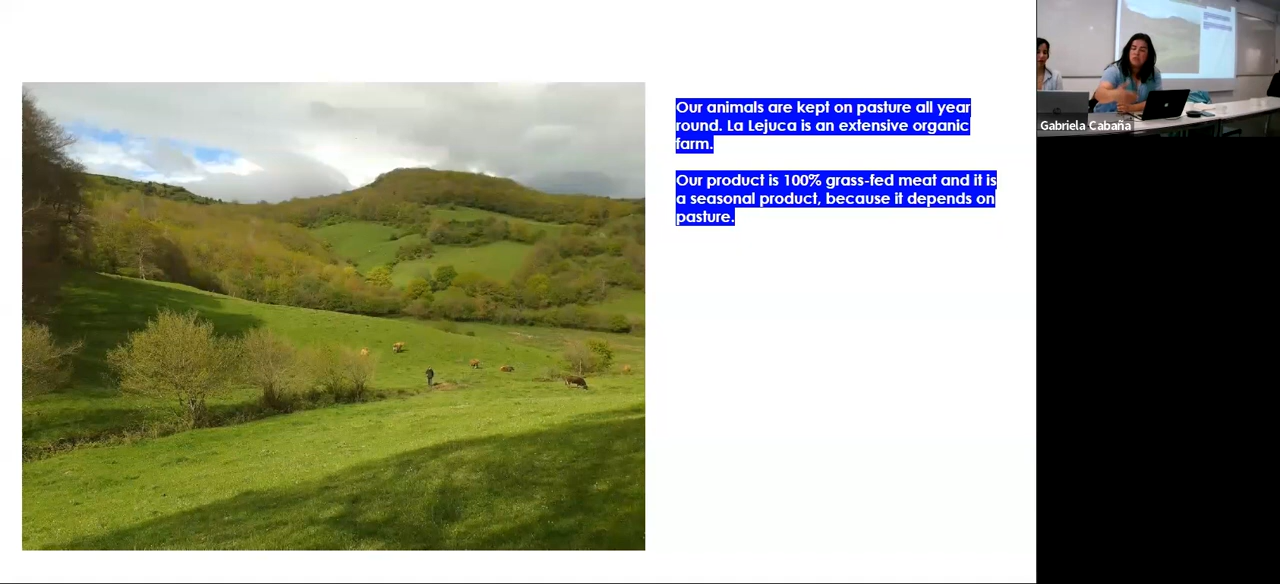 Our animals are kept on pasture all year
round. La Lejuca is an extensive organic
farm.
Our product is 100% grass-fed meat and it is
a seasonal product, because it depends on
pasture.
Gabriela Cabaña